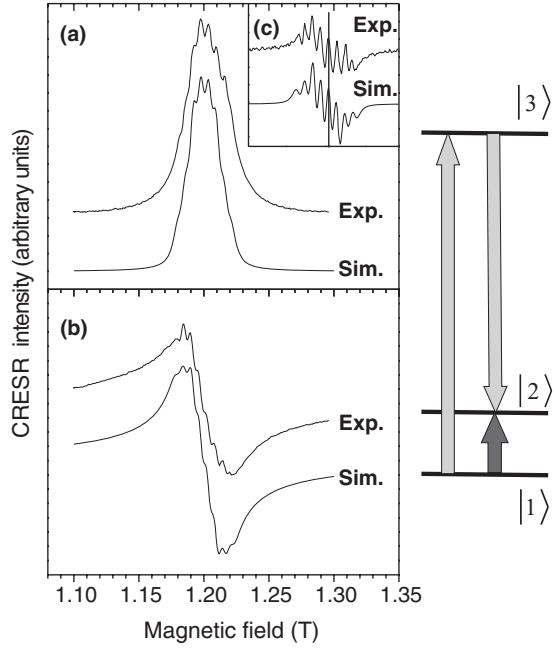 (a)
(c)
Exp.
Sim.
Exp.
Sim.
(b)
Exp.
Sim.
CRESR intensity (arbitrary units)
1.10 1.15 1.20 1.25 1.30 1.35
Magnetic field (T)
|3⟩
|2⟩
|1⟩